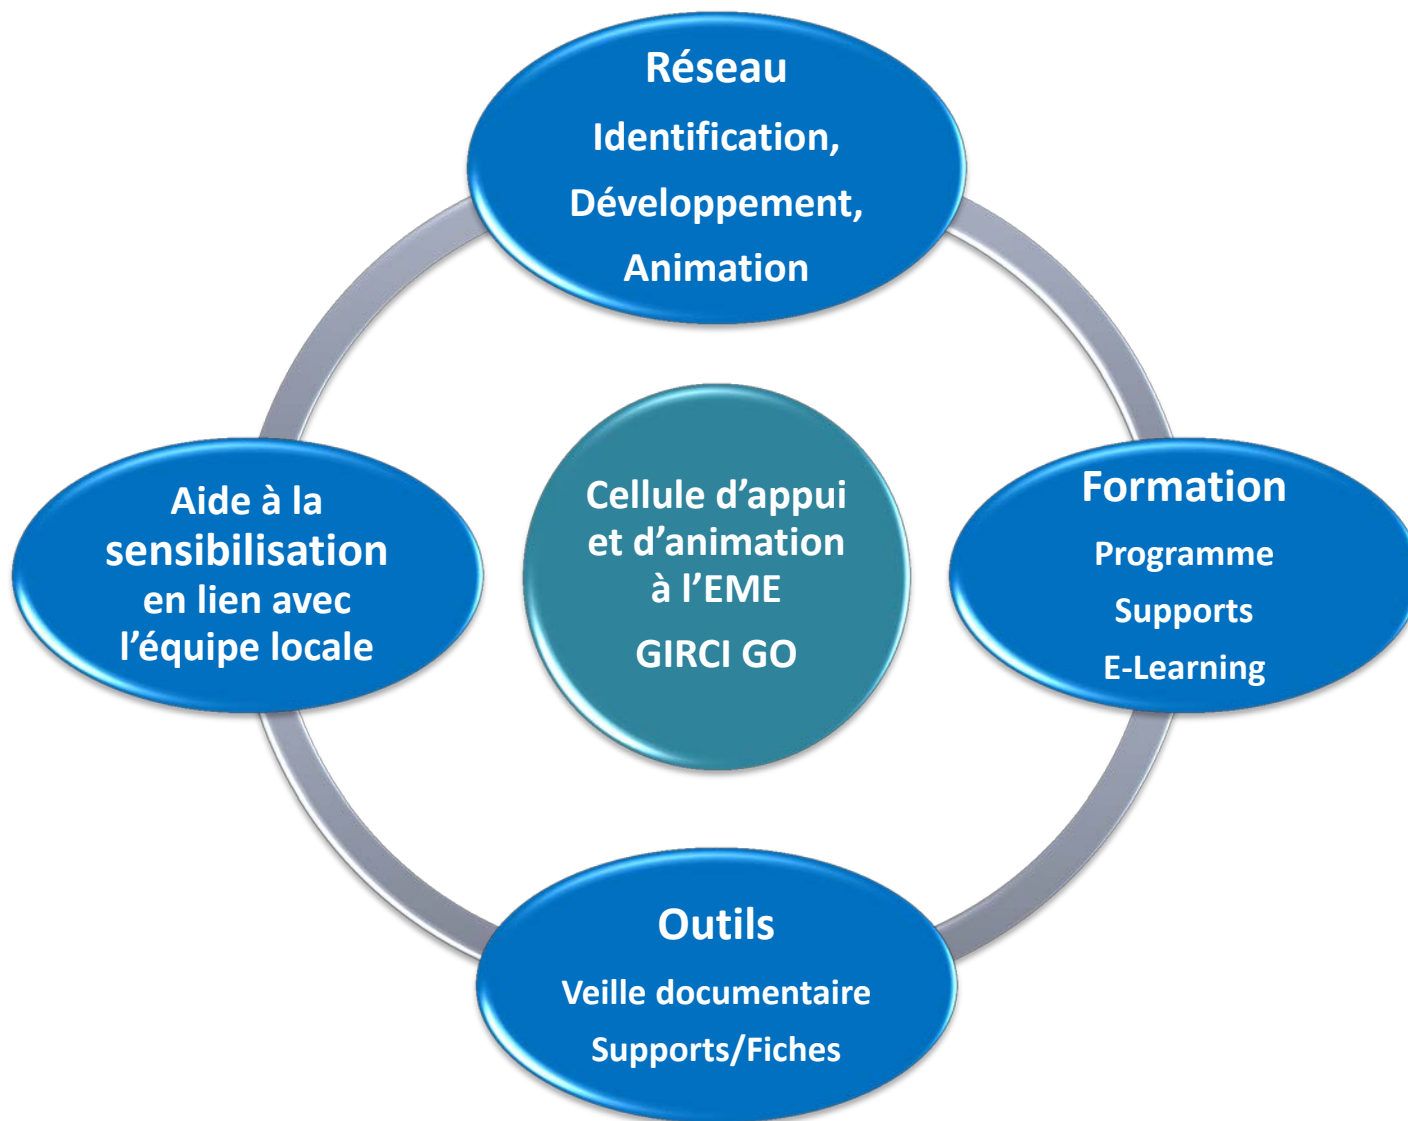 Réseau
Identification,
Développement,
Animation
Aide à la
sensibilisation
en lien avec
l’équipe locale
Cellule d’appui
et d’animation
à l’EME
GIRCI GO
Formation
Programme
Supports
E-Learning
Outils
Veille documentaire
Supports/Fiches